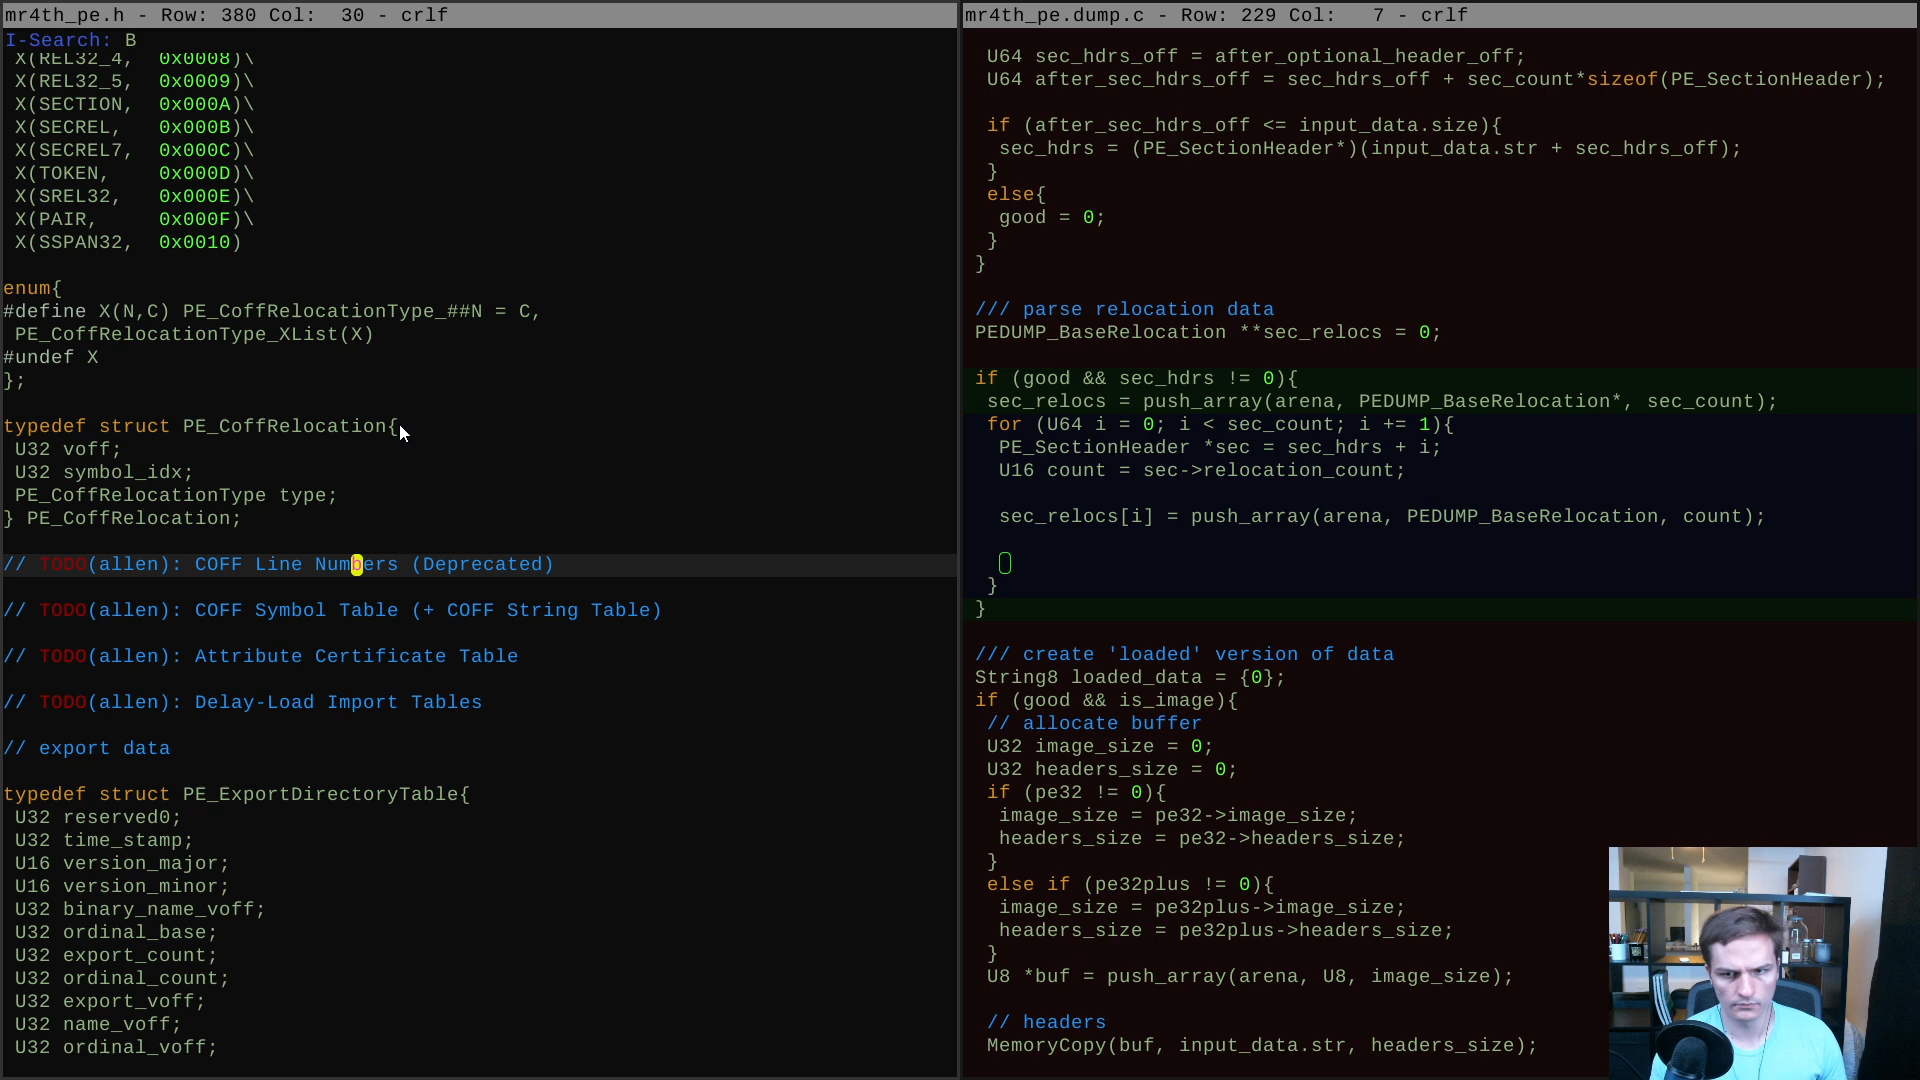 mr4th_pe.h - Row: 380 Col:  30 - crlf
I-Search: B
X(REL32_4,  0x0008)\
X(REL32_5,  0x0009)\
X(SECTION,  0x000A)\
X(SECREL,   0x000B)\
X(SECREL7,  0x000C)\
X(TOKEN,    0x000D)\
X(SREL32,   0x000E)\
X(PAIR,     0x000F)\
X(SSPAN32,  0x0010)
enum{
#define X(N,C) PE_CoffRelocationType_##N = C,
PE_CoffRelocationType_XList(X)
#undef X
};
typedef struct PE_CoffRelocation{
U32 voff;
U32 symbol_idx;
PE_CoffRelocationType type;
} PE_CoffRelocation;
// TODO(allen): COFF Line Numbers (Deprecated)
// TODO(allen): COFF Symbol Table (+ COFF String Table)
// TODO(allen): Attribute Certificate Table
// TODO(allen): Delay-Load Import Tables
// export data
typedef struct PE_ExportDirectoryTable{
U32 reserved0;
U32 time_stamp;
U16 version_major;
U16 version_minor;
U32 binary_name_voff;
U32 ordinal_base;
U32 export_count;
U32 ordinal_count;
U32 export_voff;
U32 name_voff;
U32 ordinal_voff;
mr4th_pe.dump.c - Row: 229 Col:   7 - crlf
U64 sec_hdrs_off = after_optional_header_off;
U64 after_sec_hdrs_off = sec_hdrs_off + sec_count*sizeof(PE_SectionHeader);
if (after_sec_hdrs_off <= input_data.size){
sec_hdrs = (PE_SectionHeader*)(input_data.str + sec_hdrs_off);
}
else{
good = 0;
}
}
/// parse relocation data
PEDUMP_BaseRelocation **sec_relocs = 0;
if (good && sec_hdrs != 0){
sec_relocs = push_array(arena, PEDUMP_BaseRelocation*, sec_count);
for (U64 i = 0; i < sec_count; i += 1){
PE_SectionHeader *sec = sec_hdrs + i;
U16 count = sec->relocation_count;
sec_relocs[i] = push_array(arena, PEDUMP_BaseRelocation, count);
}
}
/// create 'loaded' version of data
String8 loaded_data = {0};
if (good && is_image){
// allocate buffer
U32 image_size = 0;
U32 headers_size = 0;
if (pe32 != 0){
image_size = pe32->image_size;
headers_size = pe32->headers_size;
}
else if (pe32plus != 0){
image_size = pe32plus->image_size;
headers_size = pe32plus->headers_size;
}
U8 *buf = push_array(arena, U8, image_size);
// headers
MemoryCopy(buf, input_data.str, headers_size);